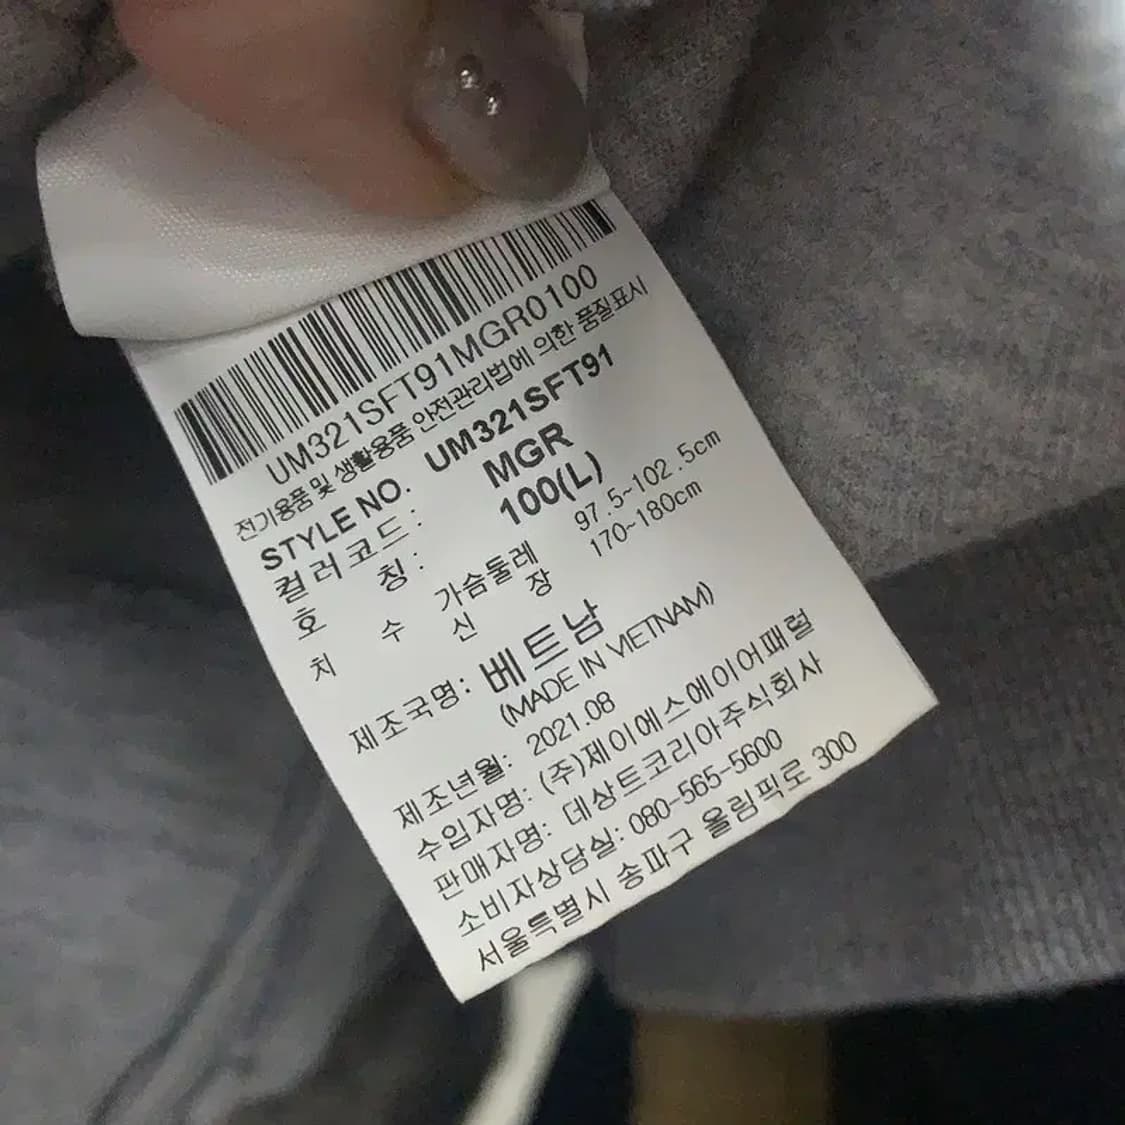 UM321SFT91MGR0100
전기용품 및 생활용품 안전관리법에 의한 품질표시
STYLE NO. UM321SFT91
컬러코드: MGR
호 칭: 100(L)
치 수 가슴둘레 97.5~102.5cm
신 장 170~180cm
제조국명: 베트남
(MADE IN VIETNAM)
제조년월: 2021.08
수입자명: (주)제이에스에이어패럴
판매자명: 데상트코리아주식회사
소비자상담실: 080-565-5600
서울특별시 송파구 올림픽로 300